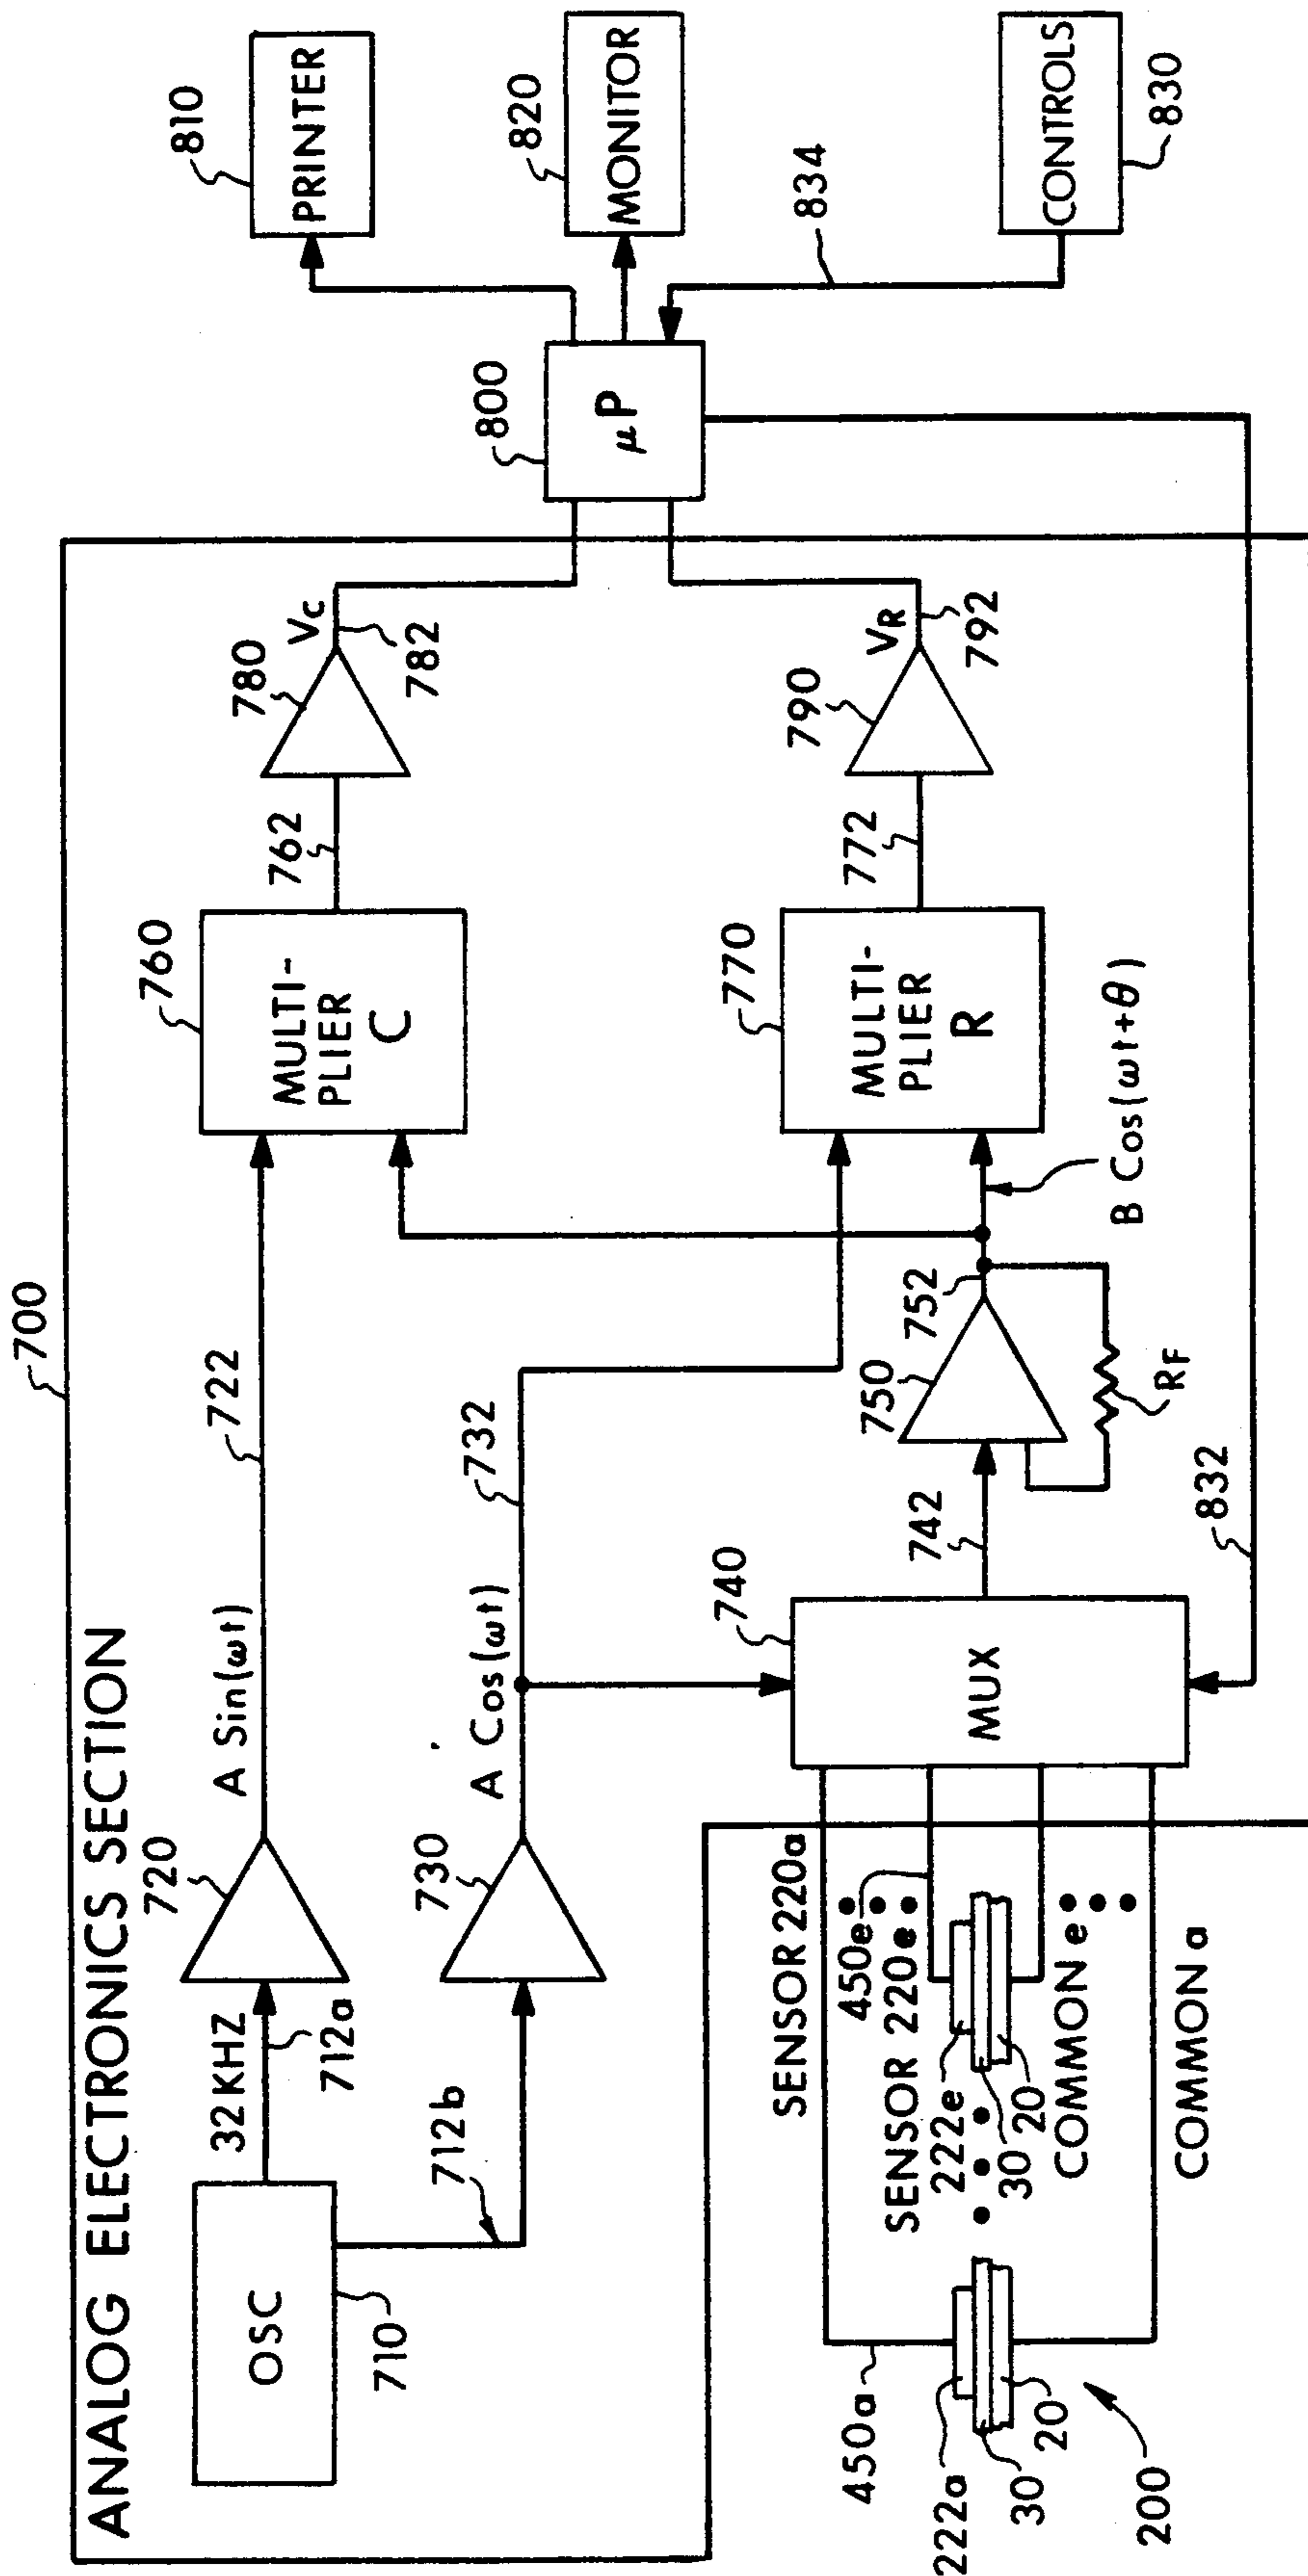 700
ANALOG ELECTRONICS SECTION
OSC
710
32KHZ
712a
712b
720
A Sin(ωt)
722
730
A Cos(ωt)
732
760
MULTI-
PLIER
C
762
780
VC
782
740
MUX
742
750
752
RF
B Cos(ωt+θ)
770
MULTI-
PLIER
R
772
790
VR
792
800
μP
810
PRINTER
820
MONITOR
834
CONTROLS
830
832
SENSOR 220a
450e
SENSOR 220e
222e
30
20
COMMON e
COMMON a
450a
222a
30
20
200